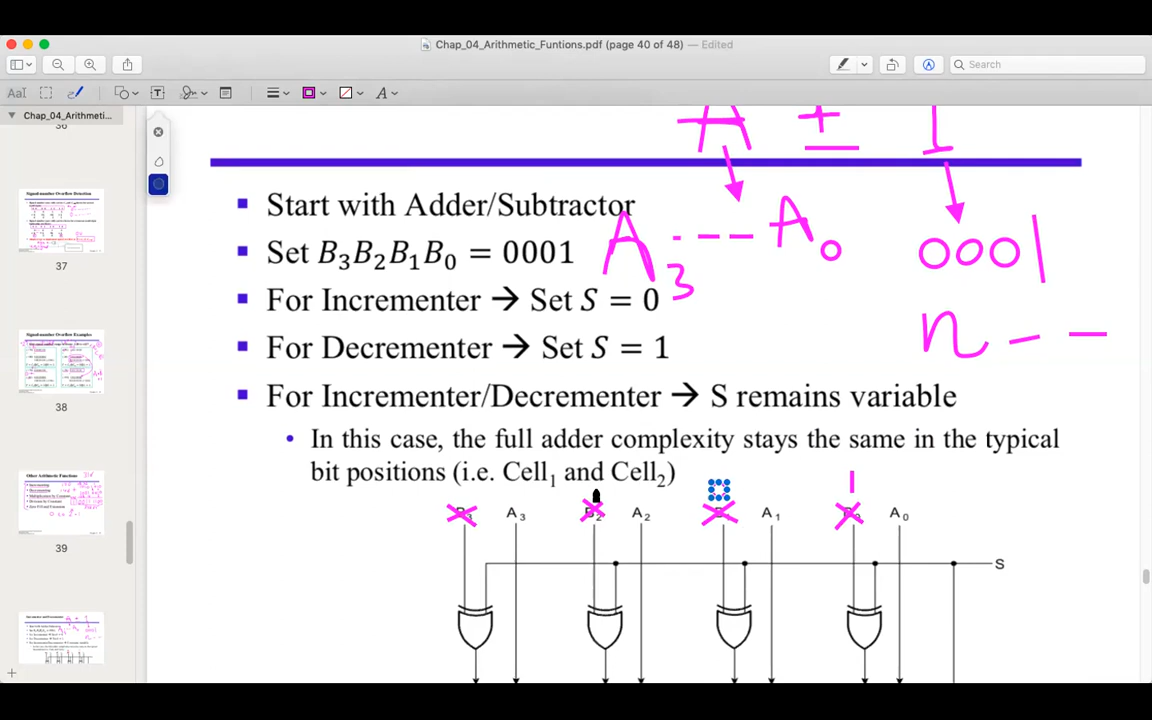 Chap_04_Arithmetic_Funtions.pdf (page 40 of 48) — Edited
Search
AaI
A
Chap_04_Arithmeti...
36
37
38
39
A ± 1
Start with Adder/Subtractor
A3 --- A0 0001
Set B3B2B1B0 = 0001
For Incrementer → Set S = 0
n --
For Decrementer → Set S = 1
For Incrementer/Decrementer → S remains variable
In this case, the full adder complexity stays the same in the typical
bit positions (i.e. Cell1 and Cell2)
1
A3 A2 A1 A0
S